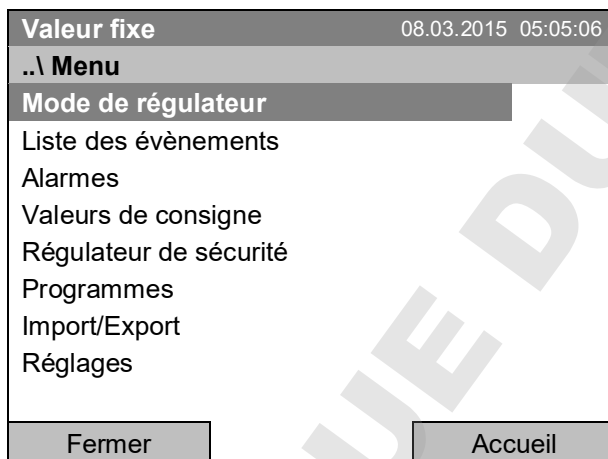 Valeur fixe 08.03.2015 05:05:06
..\ Menu
Mode de régulateur
Liste des évènements
Alarmes
Valeurs de consigne
Régulateur de sécurité
Programmes
Import/Export
Réglages
Fermer Accueil